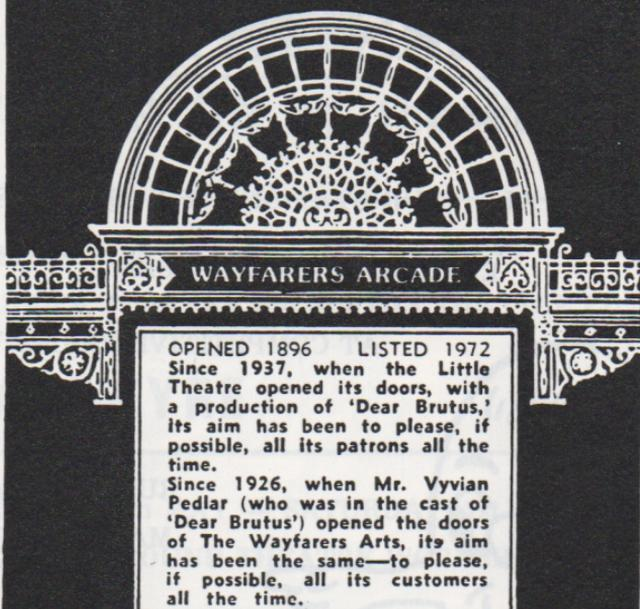 WAYFARERS ARCADE
OPENED 1896 LISTED 1972
Since 1937, when the Little
Theatre opened its doors, with
a production of ‘Dear Brutus,’
its aim has been to please, if
possible, all its patrons all the
time.
Since 1926, when Mr. Vyvian
Pedlar (who was in the cast of
‘Dear Brutus’) opened the doors
of The Wayfarers Arts, its aim
has been the same—to please,
if possible, all its customers
all the time.